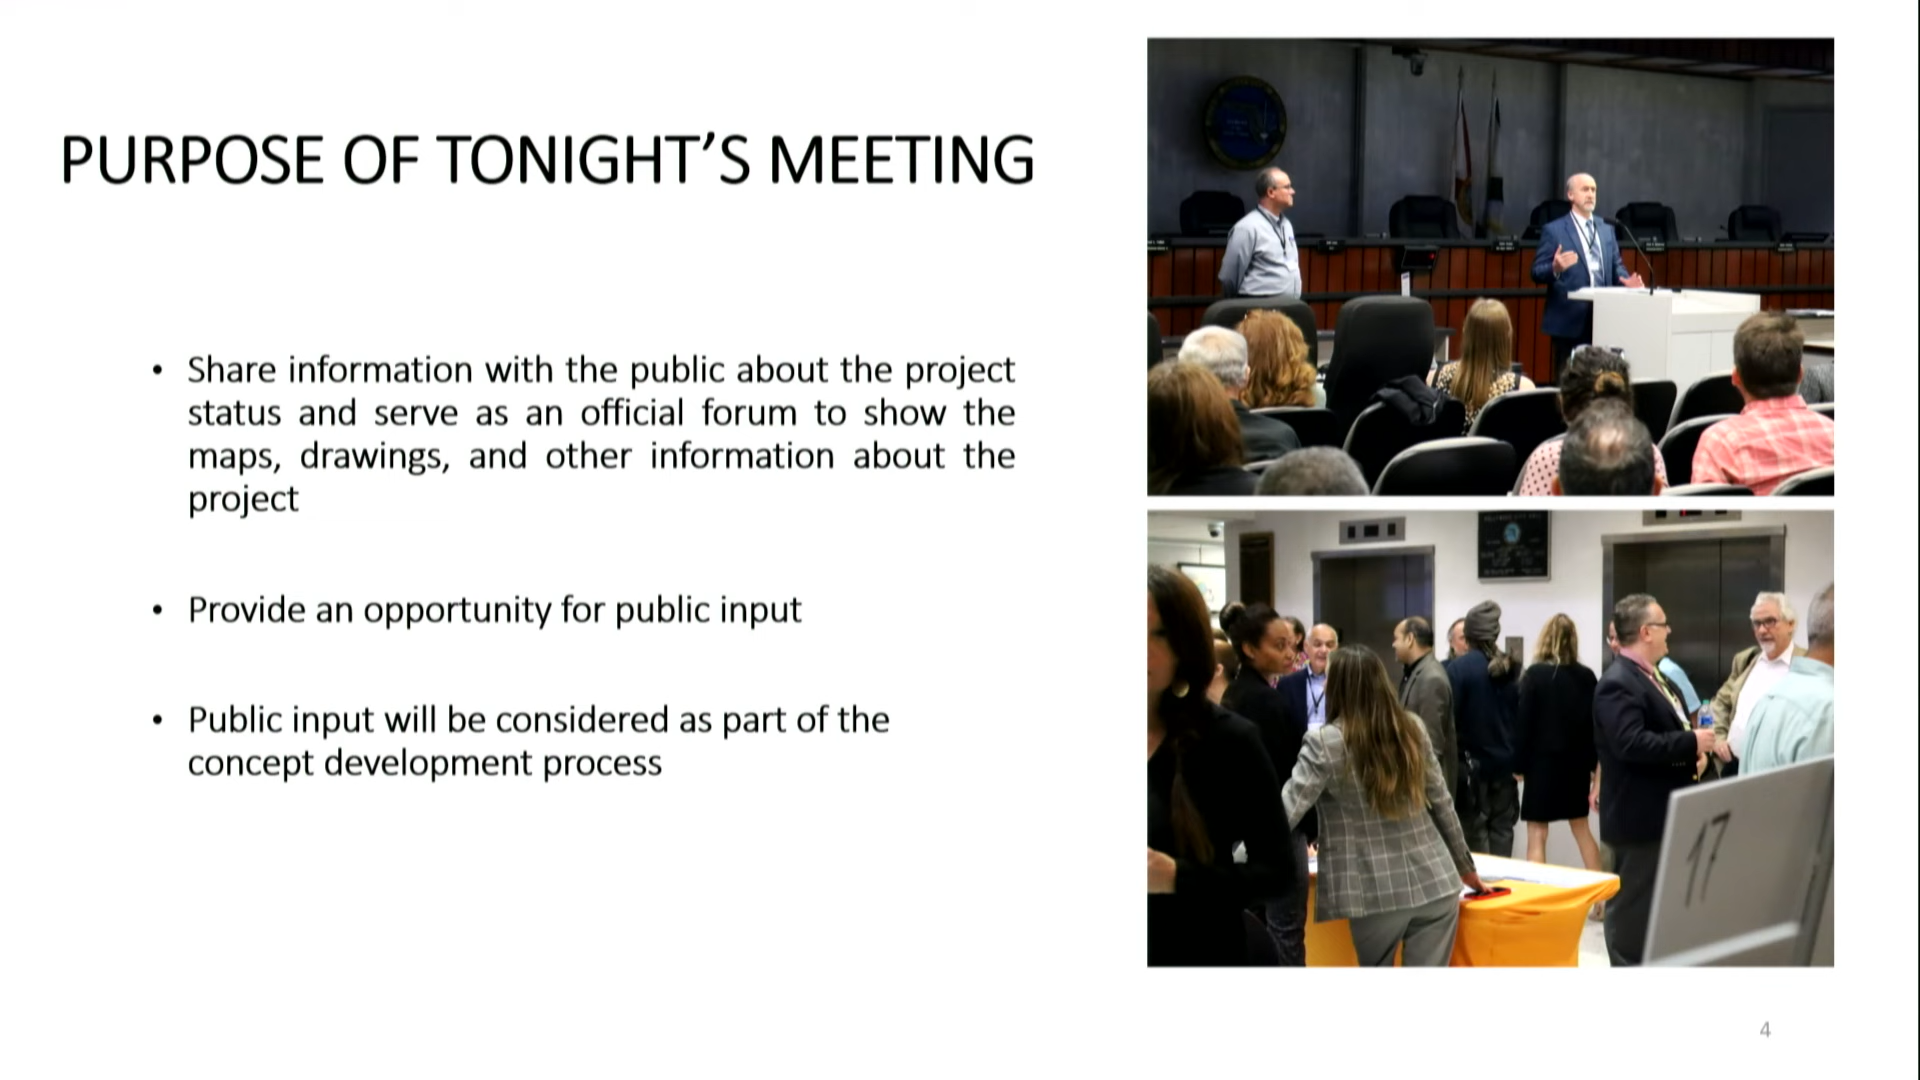 PURPOSE OF TONIGHT’S MEETING
• Share information with the public about the project
status and serve as an official forum to show the
maps, drawings, and other information about the
project
• Provide an opportunity for public input
• Public input will be considered as part of the
concept development process
17
4